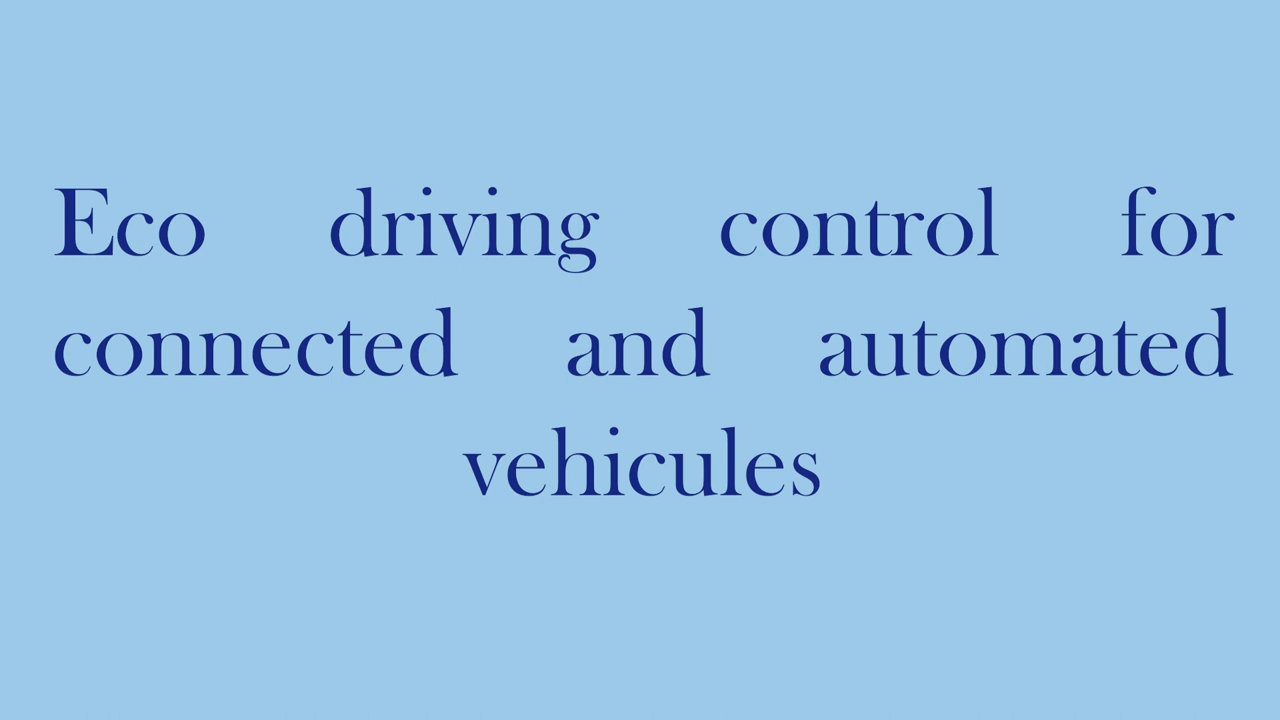 Eco driving control for
connected and automated
vehicules